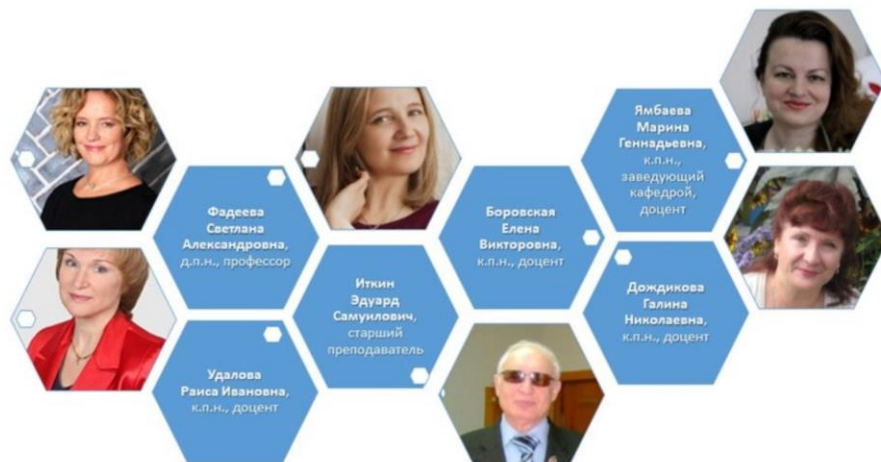 Фадеева
Светлана
Александровна,
д.п.н., профессор
Удалова
Раиса Ивановна,
к.п.н., доцент
Иткин
Эдуард
Самуилович,
старший
преподаватель
Боровская
Елена
Викторовна,
к.п.н., доцент
Ямбаева
Марина
Геннадьевна,
к.п.н.,
заведующий
кафедрой,
доцент
Дождикова
Галина
Николаевна,
к.п.н., доцент